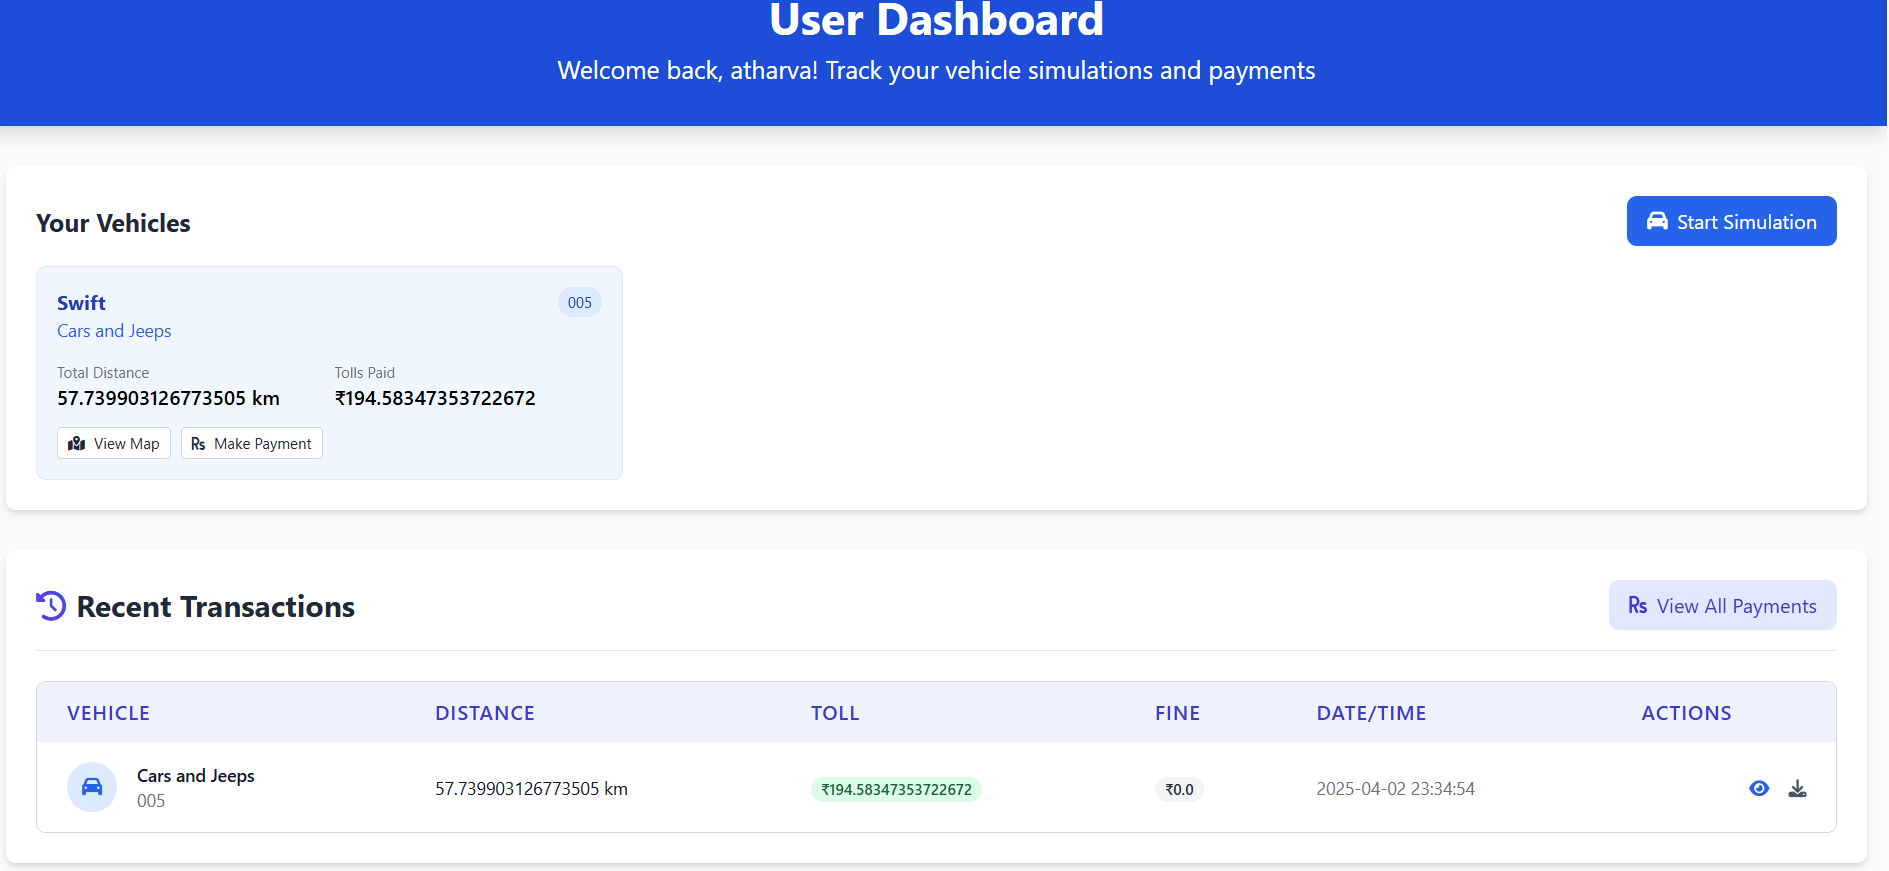 User Dashboard
Welcome back, atharva! Track your vehicle simulations and payments
Your Vehicles
Start Simulation
Swift
005
Cars and Jeeps
Total Distance
Tolls Paid
57.739903126773505 km
₹194.58347353722672
View Map
Rs Make Payment
Recent Transactions
Rs View All Payments
VEHICLE DISTANCE TOLL FINE DATE/TIME ACTIONS
Cars and Jeeps
005
57.739903126773505 km
₹194.58347353722672
₹0.0
2025-04-02 23:34:54